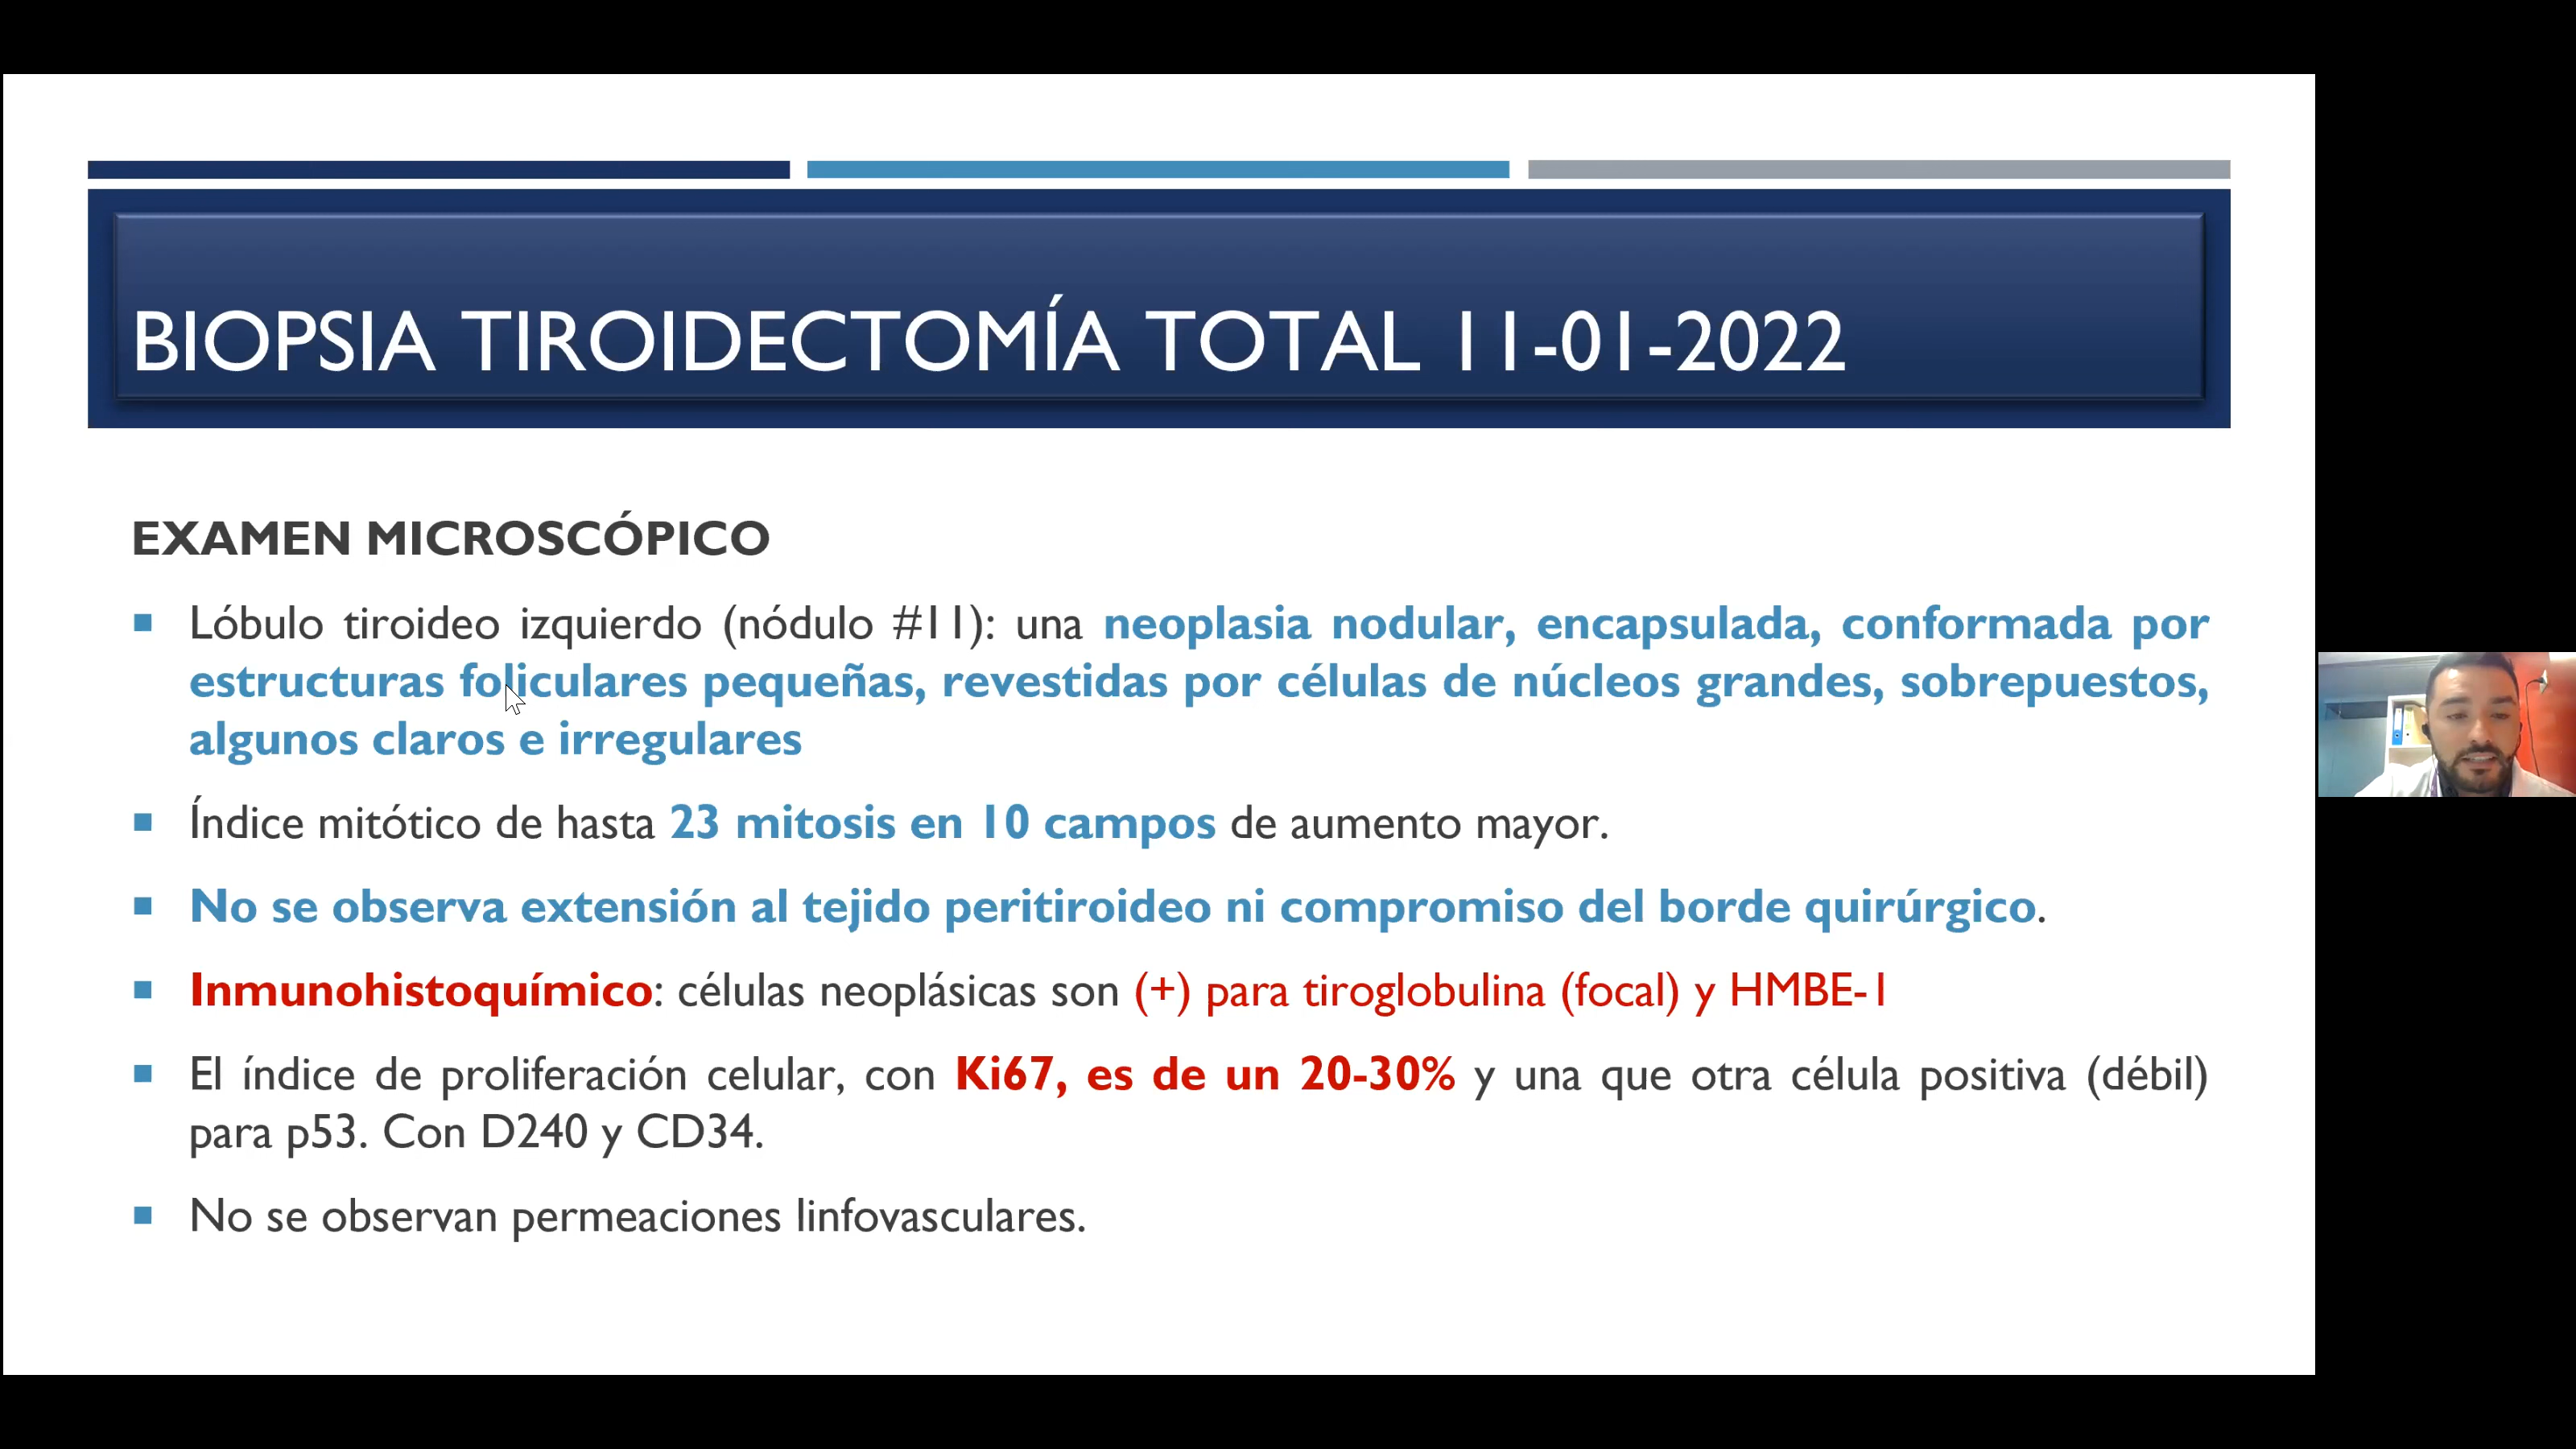 BIOPSIA TIROIDECTOMÍA TOTAL 11-01-2022
EXAMEN MICROSCÓPICO
Lóbulo tiroideo izquierdo (nódulo #11): una neoplasia nodular, encapsulada, conformada por
estructuras foliculares pequeñas, revestidas por células de núcleos grandes, sobrepuestos,
algunos claros e irregulares
Índice mitótico de hasta 23 mitosis en 10 campos de aumento mayor.
No se observa extensión al tejido peritiroideo ni compromiso del borde quirúrgico.
Inmunohistoquímico: células neoplásicas son (+) para tiroglobulina (focal) y HMBE-1
El índice de proliferación celular, con Ki67, es de un 20-30% y una que otra célula positiva (débil)
para p53. Con D240 y CD34.
No se observan permeaciones linfovasculares.